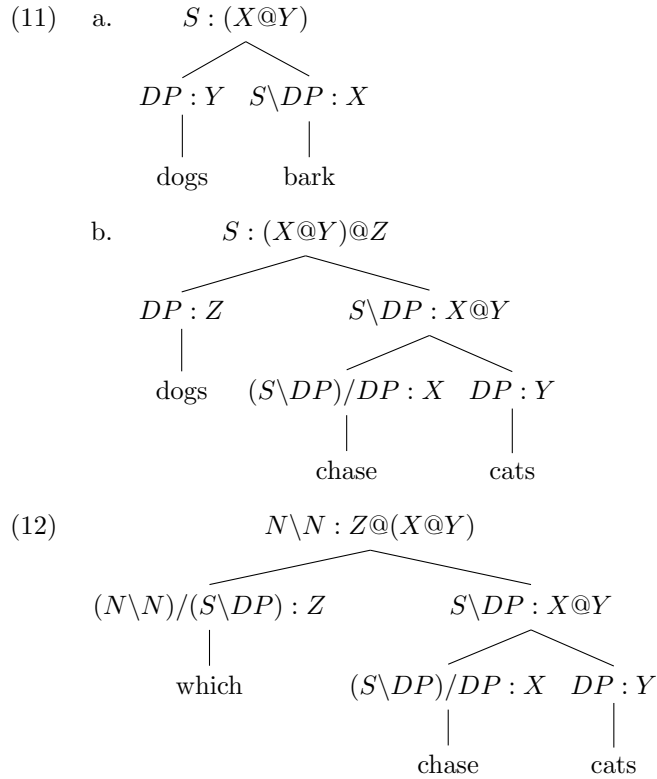 (11) a. S : (X@Y)
DP : Y S\DP : X
dogs bark
b. S : (X@Y)@Z
DP : Z S\DP : X@Y
dogs (S\DP)/DP : X DP : Y
chase cats
(12) N\N : Z@(X@Y)
(N\N)/(S\DP) : Z S\DP : X@Y
which (S\DP)/DP : X DP : Y
chase cats